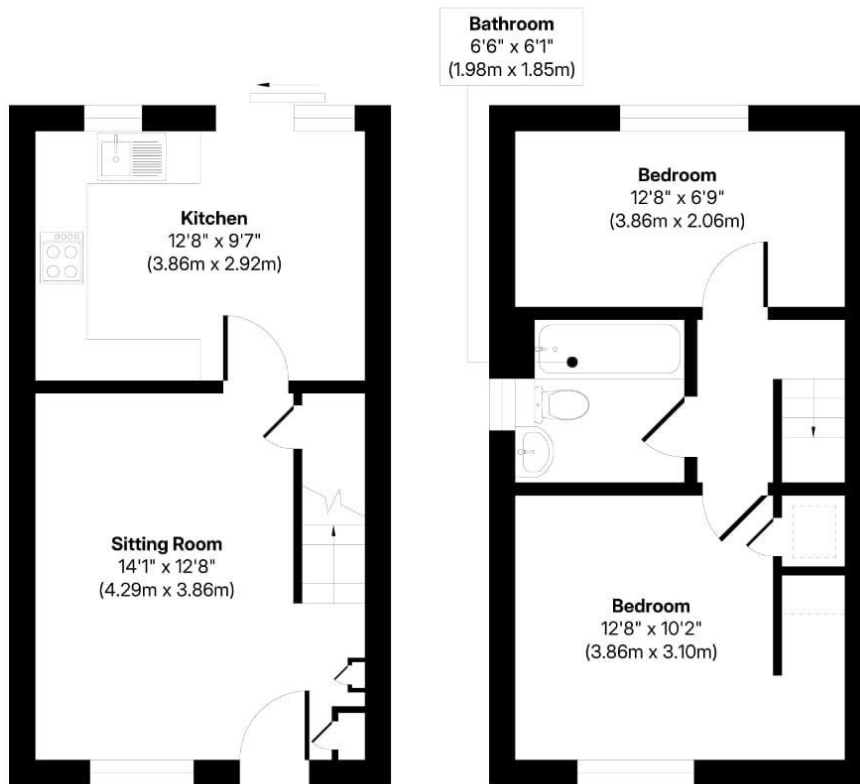 Bathroom
6'6" x 6'1"
(1.98m x 1.85m)
Kitchen
12'8" x 9'7"
(3.86m x 2.92m)
Bedroom
12'8" x 6'9"
(3.86m x 2.06m)
Sitting Room
14'1" x 12'8"
(4.29m x 3.86m)
Bedroom
12'8" x 10'2"
(3.86m x 3.10m)